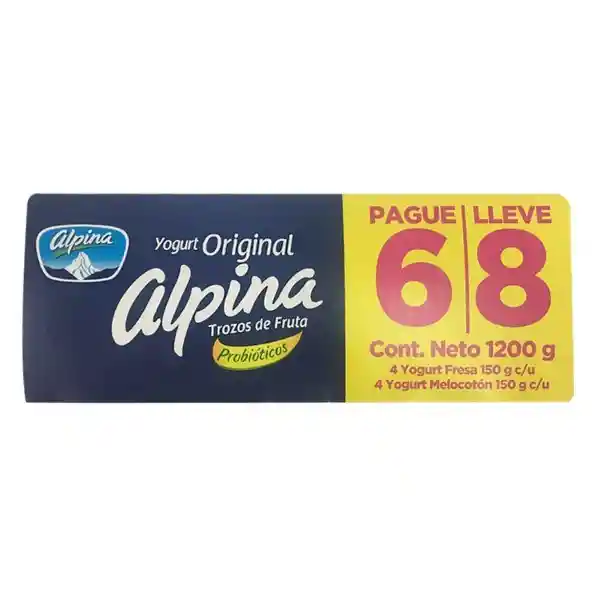 alpina
Yogurt Original
alpina
Trozos de Fruta
Probióticos
PAGUE LLEVE
6 8
Cont. Neto 1200 g
4 Yogurt Fresa 150 g c/u
4 Yogurt Melocotón 150 g c/u